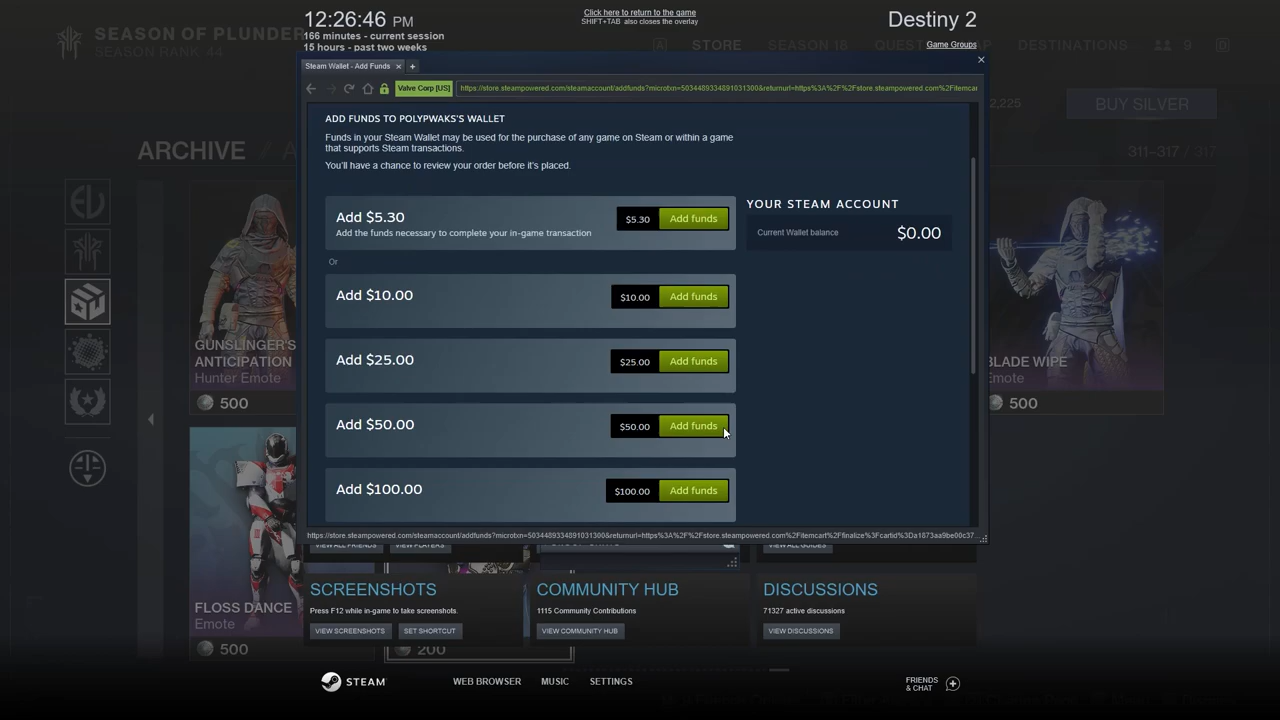 12:26:46 PM
166 minutes - current session
15 hours - past two weeks
Click here to return to the game
SHIFT+TAB also closes the overlay
Destiny 2
Game Groups
SEASON OF PLUNDER
SEASON RANK 44
A STORE SEASON 18 QUEST DESTINATIONS 9 D
Steam Wallet - Add Funds
Valve Corp [US]
https://store.steampowered.com/steamaccount/addfunds?microtxn=5034489334891031300&returnurl=https%3A%2F%2Fstore.steampowered.com%2Fitemcar
2,225
BUY SILVER
ARCHIVE
311-317 / 317
ADD FUNDS TO POLYPWAKS'S WALLET
Funds in your Steam Wallet may be used for the purchase of any game on Steam or within a game
that supports Steam transactions.
You'll have a chance to review your order before it's placed.
Add $5.30
Add the funds necessary to complete your in-game transaction
$5.30 Add funds
Or
Add $10.00
$10.00 Add funds
Add $25.00
$25.00 Add funds
Add $50.00
$50.00 Add funds
Add $100.00
$100.00 Add funds
YOUR STEAM ACCOUNT
Current Wallet balance $0.00
GUNSLINGER'S
ANTICIPATION
Hunter Emote
500
BLADE WIPE
Emote
500
https://store.steampowered.com/steamaccount/addfunds?microtxn=5034489334891031300&returnurl=https%3A%2F%2Fstore.steampowered.com%2Fitemcart%2Ffinalize%3Fcartid%3Da1873aa9be00c37...
VIEW ALL FRIENDS
VIEW PLAYERS
VIEW ALL GUIDES
FLOSS DANCE
Emote
500
200
SCREENSHOTS
Press F12 while in-game to take screenshots.
VIEW SCREENSHOTS
SET SHORTCUT
COMMUNITY HUB
1115 Community Contributions
VIEW COMMUNITY HUB
DISCUSSIONS
71327 active discussions
VIEW DISCUSSIONS
STEAM
WEB BROWSER
MUSIC
SETTINGS
FRIENDS
& CHAT